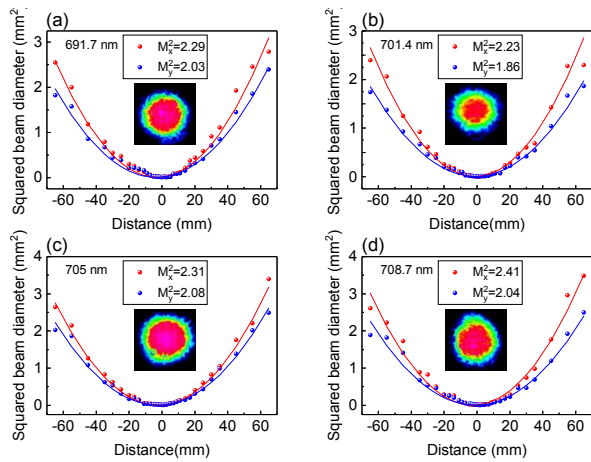 (a)
691.7 nm
M²x=2.29
M²y=2.03
Squared beam diameter (mm²)
3
2
1
0
-60 -40 -20 0 20 40 60
Distance (mm)
(b)
701.4 nm
M²x=2.23
M²y=1.86
Squared beam diameter (mm²)
3
2
1
0
-60 -40 -20 0 20 40 60
Distance (mm)
(c)
705 nm
M²x=2.31
M²y=2.08
Squared beam diameter (mm²)
4
3
2
1
0
-60 -40 -20 0 20 40 60
Distance(mm)
(d)
708.7 nm
M²x=2.41
M²y=2.04
Squared beam diameter (mm²)
4
3
2
1
0
-60 -40 -20 0 20 40 60
Distance (mm)